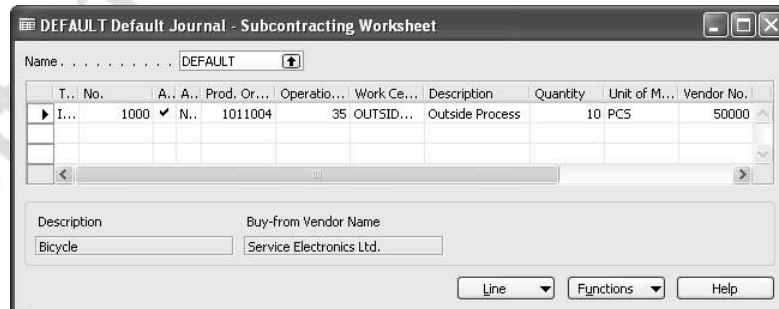 DEFAULT Default Journal - Subcontracting Worksheet
Name . . . . . . . . . . DEFAULT
T.. No. A.. A.. Prod. Or... Operatio... Work Ce... Description Quantity Unit of M... Vendor No.
I... 1000 ✔ N.. 1011004 35 OUTSID... Outside Process 10 PCS 50000
Description Buy-from Vendor Name
Bicycle Service Electronics Ltd.
Line Functions Help